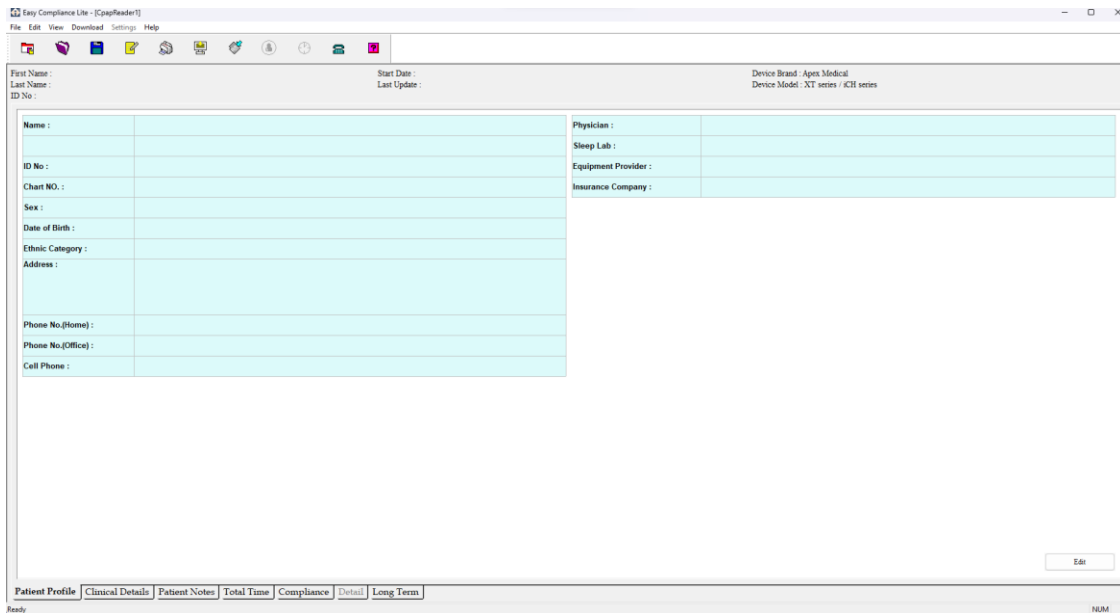 Easy Compliance Lite - [CpapReader1]
File Edit View Download Settings Help
First Name :
Last Name :
ID No :
Start Date :
Last Update :
Device Brand : Apex Medical
Device Model : XT series / iCH series
Name :
ID No :
Chart NO. :
Sex :
Date of Birth :
Ethnic Category :
Address :
Phone No.(Home) :
Phone No.(Office) :
Cell Phone :
Physician :
Sleep Lab :
Equipment Provider :
Insurance Company :
Edit
Patient Profile Clinical Details Patient Notes Total Time Compliance Detail Long Term
Ready
NUM